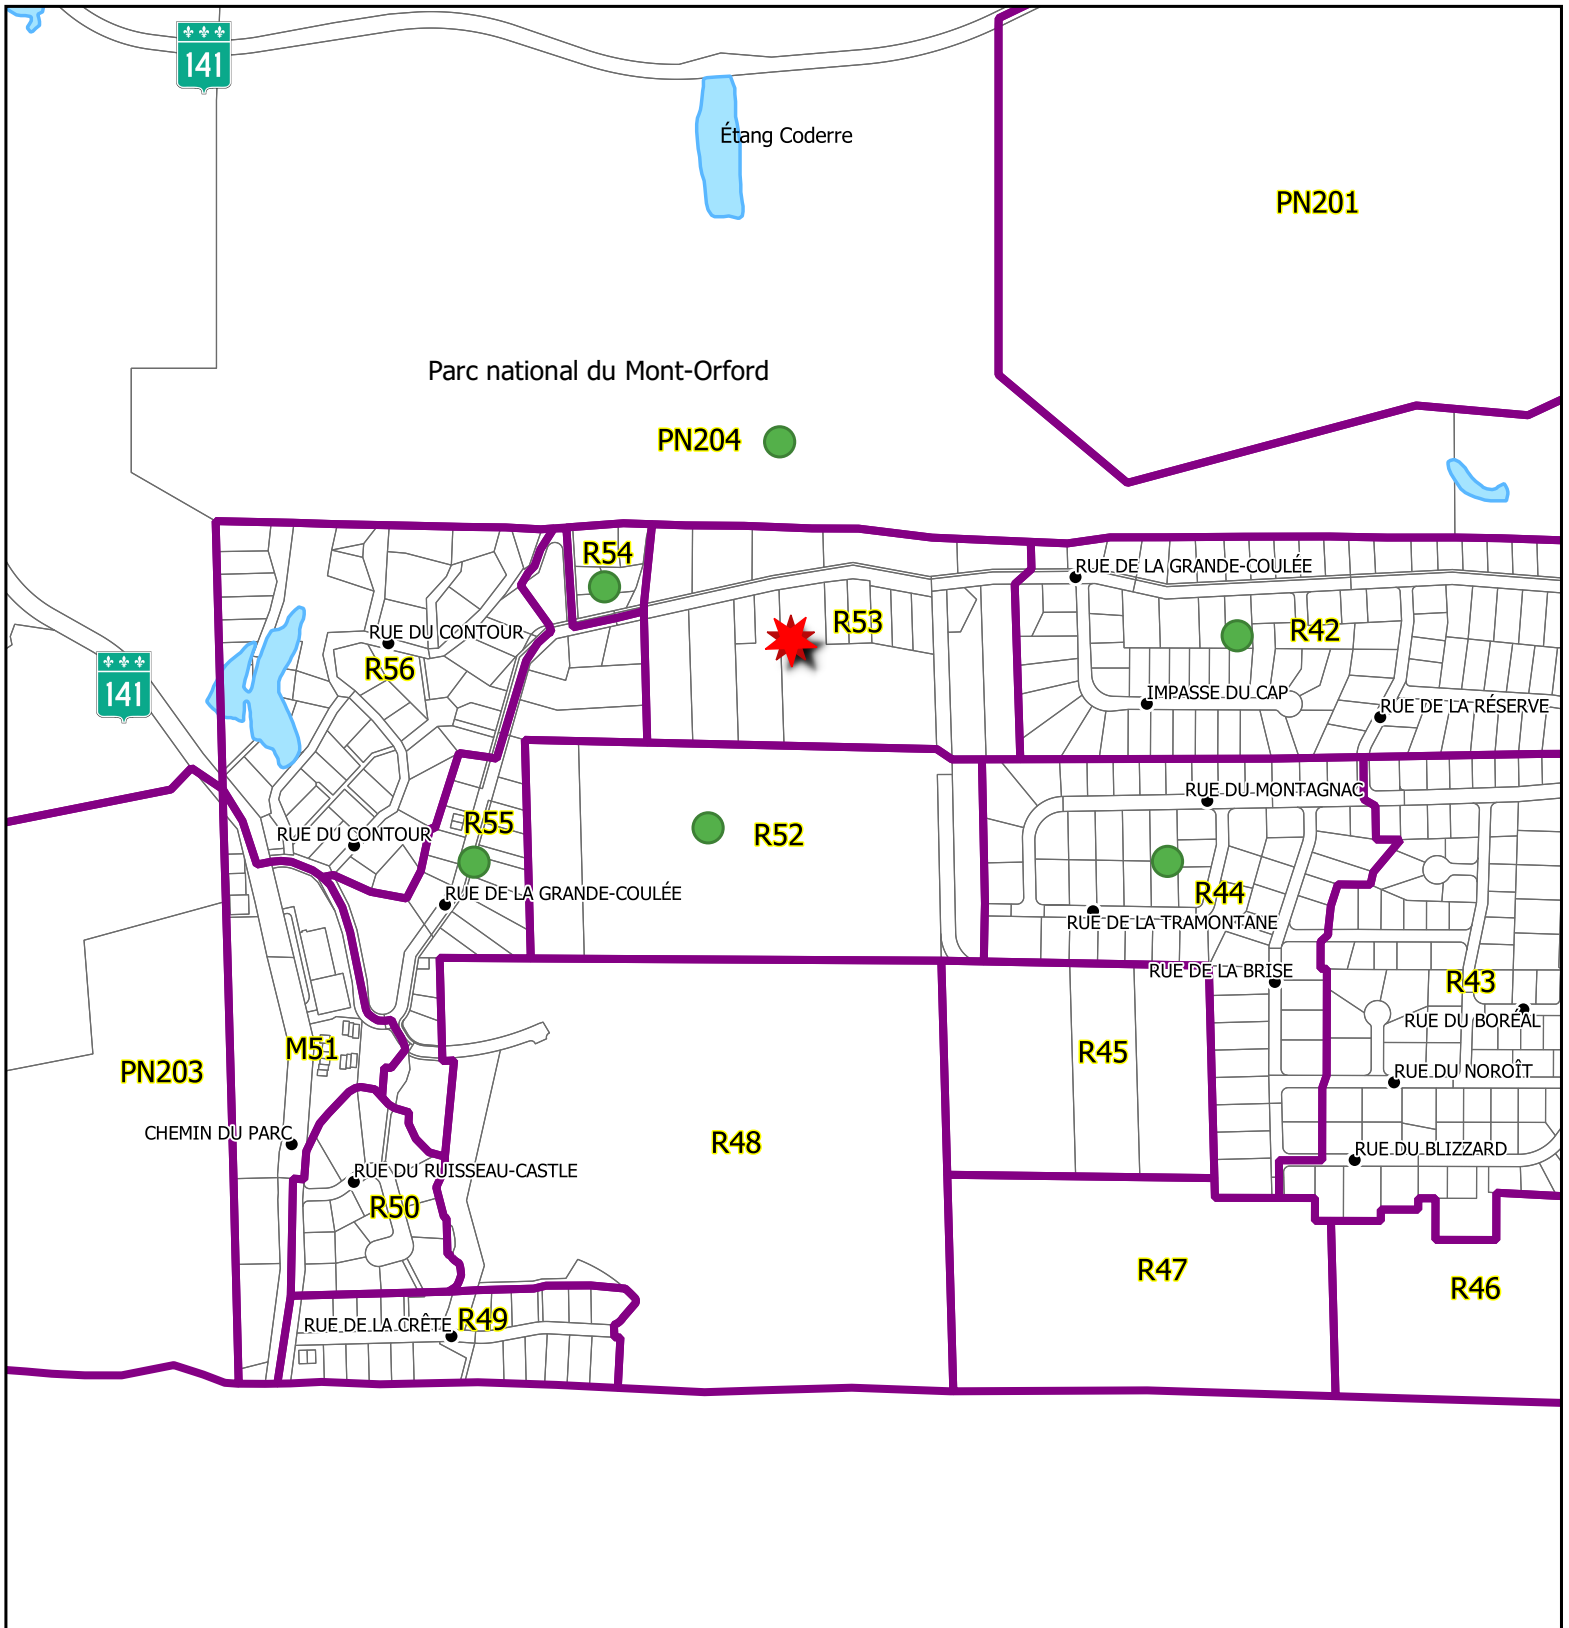 141
Étang Coderre
PN201
Parc national du Mont-Orford
PN204
R54
RUE DE LA GRANDE-COULÉE
R53
R42
RUE DU CONTOUR
R56
141
IMPASSE DU CAP
RUE DE LA RÉSERVE
RUE DU MONTAGNAC
R55
RUE DU CONTOUR
R52
RUE DE LA GRANDE-COULÉE
R44
RUE DE LA TRAMONTANE
RUE DE LA BRISE
R43
RUE DU BORÉAL
M51
R45
PN203
RUE DU NOROÎT
CHEMIN DU PARC
R48
RUE DU BLIZZARD
RUE DU RUISSEAU-CASTLE
R50
R47
R46
RUE DE LA CRÊTE
R49